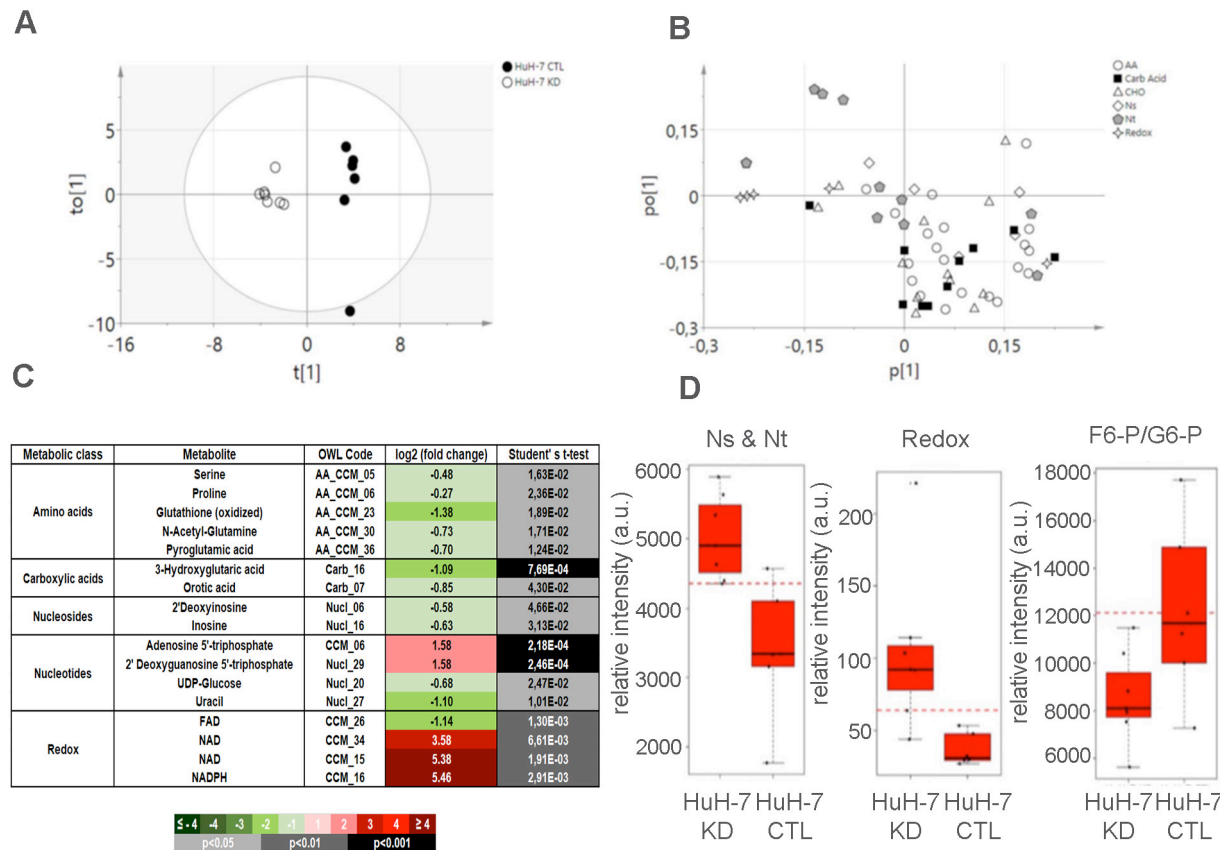 A
HuH-7 CTL
HuH-7 KD
to[1]
5
0
-5
-10
-16
-8
0
8
t[1]
B
AA
Carb Acid
CHO
Ns
Nt
Redox
po[1]
0,15
0
-0,15
-0,3
-0,3
-0,15
0
0,15
p[1]
C
Metabolic class Metabolite OWL Code log2 (fold change) Student' s t-test
Amino acids
Serine AA_CCM_05 -0.48 1,63E-02
Proline AA_CCM_06 -0.27 2,36E-02
Glutathione (oxidized) AA_CCM_23 -1.38 1,89E-02
N-Acetyl-Glutamine AA_CCM_30 -0.73 1,71E-02
Pyroglutamic acid AA_CCM_36 -0.70 1,24E-02
Carboxylic acids
3-Hydroxyglutaric acid Carb_16 -1.09 7,69E-04
Orotic acid Carb_07 -0.85 4,30E-02
Nucleosides
2'Deoxyinosine Nucl_06 -0.58 4,66E-02
Inosine Nucl_16 -0.63 3,13E-02
Nucleotides
Adenosine 5'-triphosphate CCM_06 1.58 2,18E-04
2' Deoxyguanosine 5'-triphosphate Nucl_29 1.58 2,46E-04
UDP-Glucose Nucl_20 -0.68 2,47E-02
Uracil Nucl_27 -1.10 1,01E-02
Redox
FAD CCM_26 -1.14 1,30E-03
NAD CCM_34 3.58 6,61E-03
NAD CCM_15 5.38 1,91E-03
NADPH CCM_16 5.46 2,91E-03
≤ - 4 -4 -3 -2 -1 1 2 3 4 ≥ 4
p<0.05 p<0.01 p<0.001
D
Ns & Nt
relative intensity (a.u.)
6000
5000
4000
3000
2000
HuH-7 KD
HuH-7 CTL
Redox
relative intensity (a.u.)
200
150
100
50
HuH-7 KD
HuH-7 CTL
F6-P/G6-P
relative intensity (a.u.)
18000
16000
14000
12000
10000
8000
6000
HuH-7 KD
HuH-7 CTL